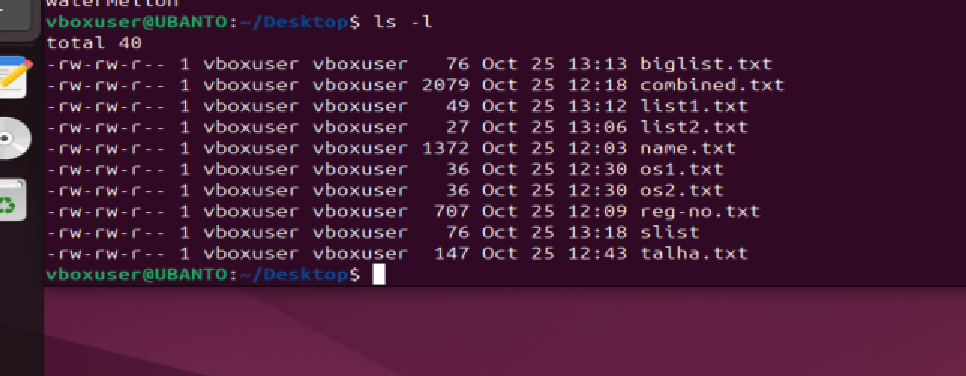 watermelion
vboxuser@UBANTO:~/Desktop$ ls -l
total 40
-rw-rw-r-- 1 vboxuser vboxuser 76 Oct 25 13:13 biglist.txt
-rw-rw-r-- 1 vboxuser vboxuser 2079 Oct 25 12:18 combined.txt
-rw-rw-r-- 1 vboxuser vboxuser 49 Oct 25 13:12 list1.txt
-rw-rw-r-- 1 vboxuser vboxuser 27 Oct 25 13:06 list2.txt
-rw-rw-r-- 1 vboxuser vboxuser 1372 Oct 25 12:03 name.txt
-rw-rw-r-- 1 vboxuser vboxuser 36 Oct 25 12:30 os1.txt
-rw-rw-r-- 1 vboxuser vboxuser 36 Oct 25 12:30 os2.txt
-rw-rw-r-- 1 vboxuser vboxuser 707 Oct 25 12:09 reg-no.txt
-rw-rw-r-- 1 vboxuser vboxuser 76 Oct 25 13:18 slist
-rw-rw-r-- 1 vboxuser vboxuser 147 Oct 25 12:43 talha.txt
vboxuser@UBANTO:~/Desktop$